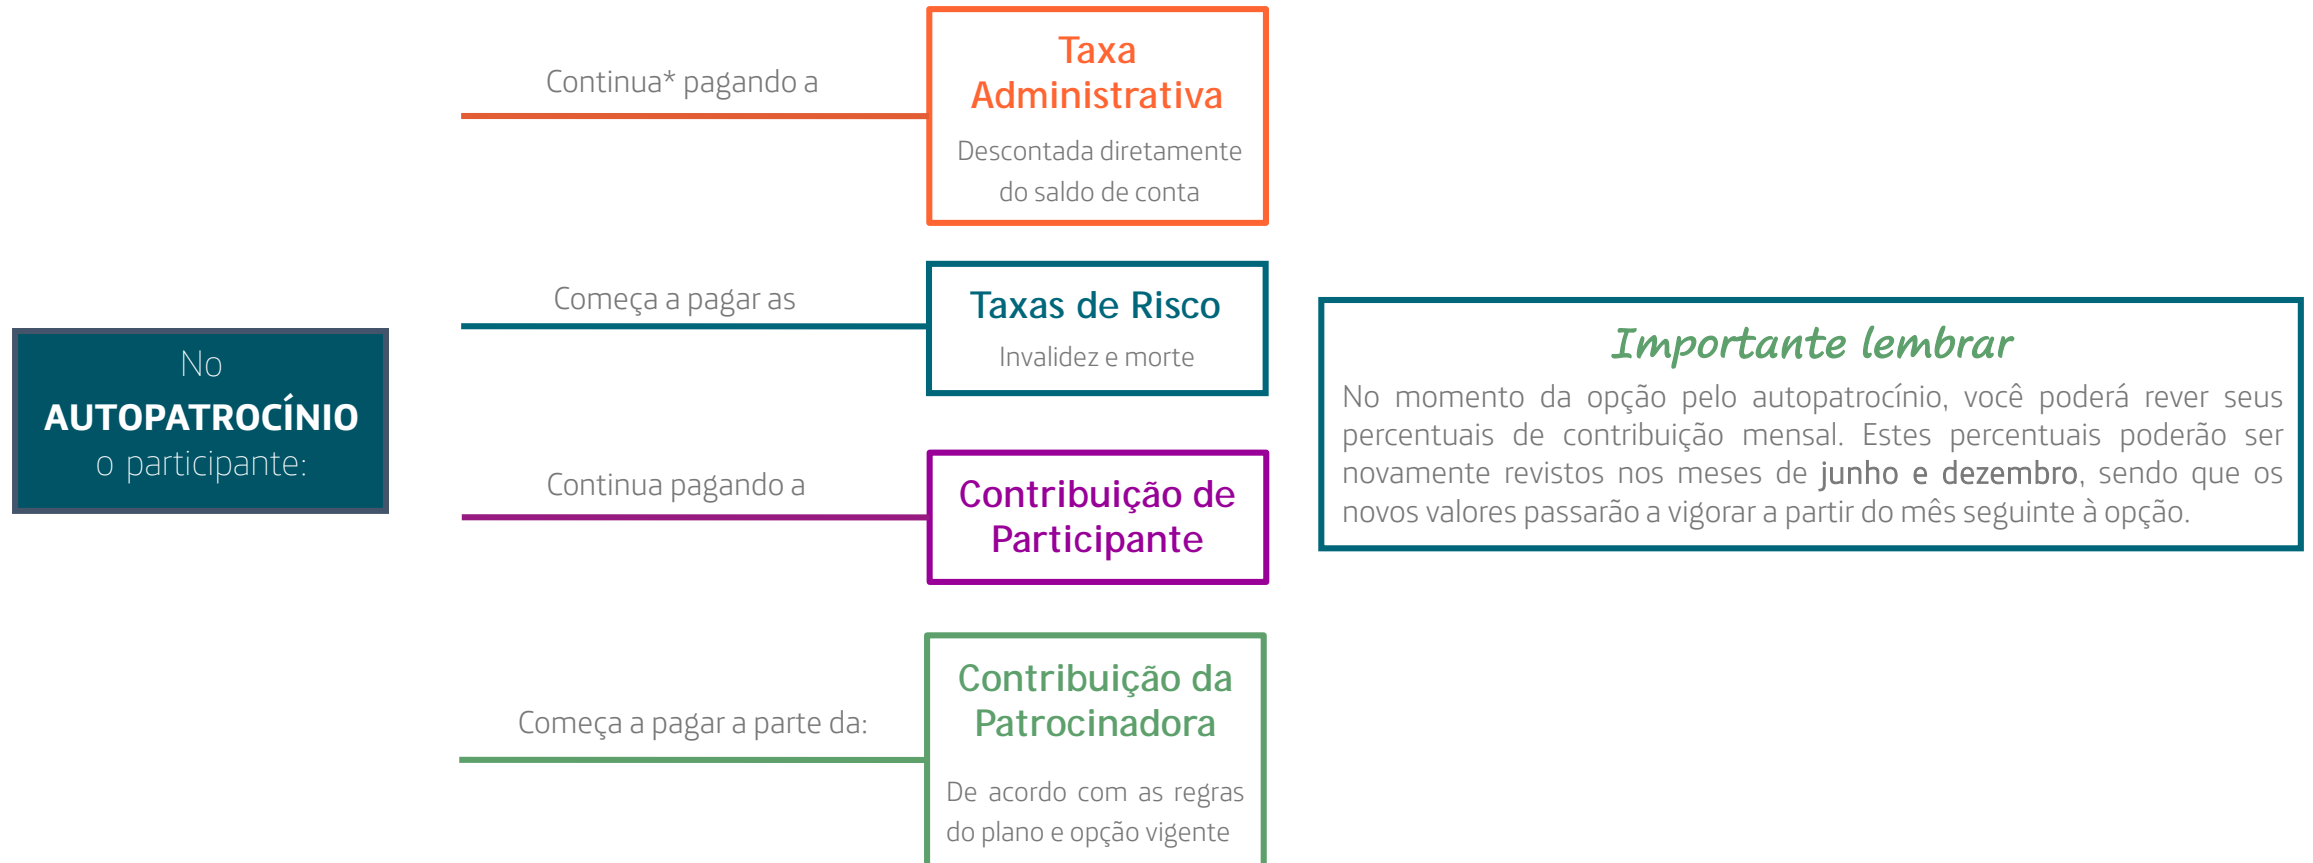 No
AUTOPATROCÍNIO
o participante:
Continua* pagando a
Taxa
Administrativa
Descontada diretamente
do saldo de conta
Começa a pagar as
Taxas de Risco
Invalidez e morte
Continua pagando a
Contribuição de
Participante
Começa a pagar a parte da:
Contribuição da
Patrocinadora
De acordo com as regras
do plano e opção vigente
Importante lembrar
No momento da opção pelo autopatrocínio, você poderá rever seus
percentuais de contribuição mensal. Estes percentuais poderão ser
novamente revistos nos meses de junho e dezembro, sendo que os
novos valores passarão a vigorar a partir do mês seguinte à opção.